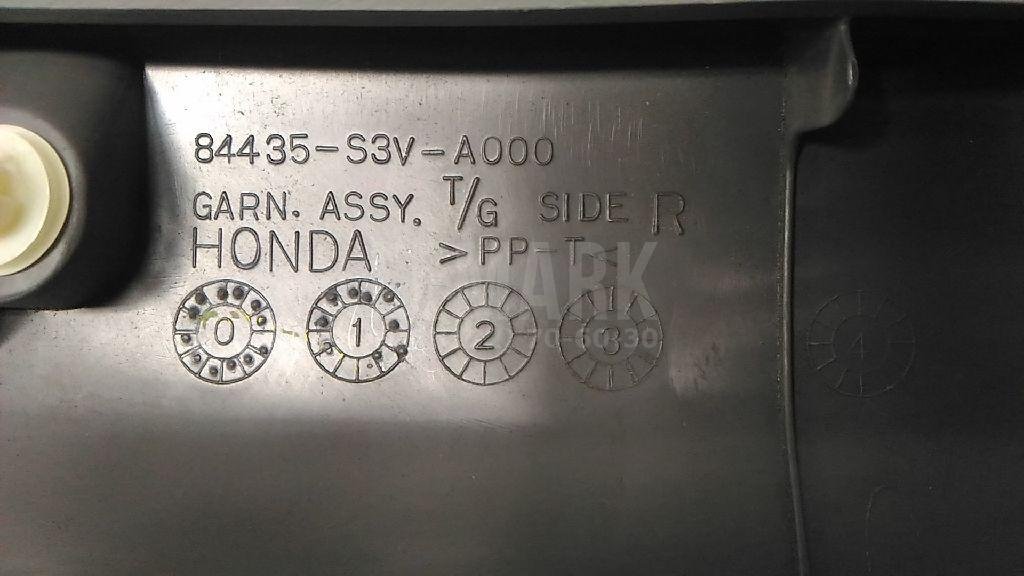 84435-S3V-A000
GARN. ASSY. T/G SIDE R
HONDA >PP-T<
0 1 2 3 4